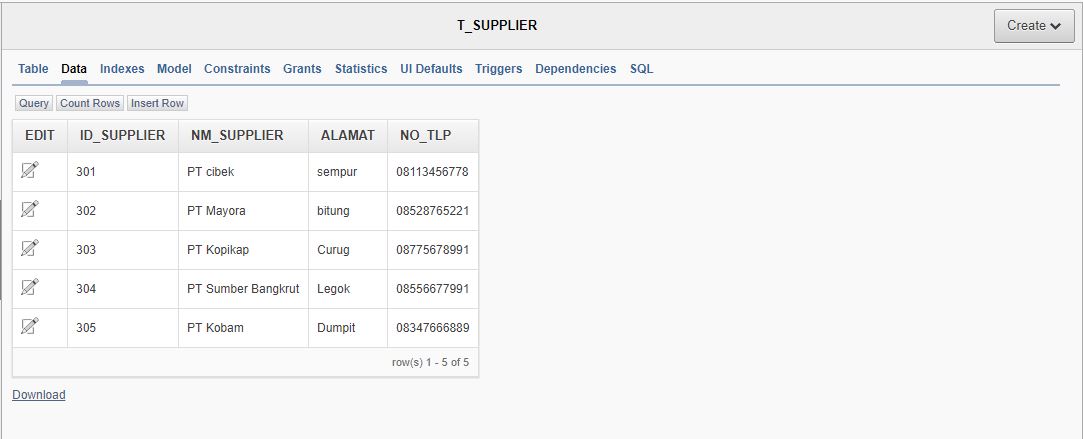 T_SUPPLIER
Create
Table Data Indexes Model Constraints Grants Statistics UI Defaults Triggers Dependencies SQL
Query Count Rows Insert Row
EDIT ID_SUPPLIER NM_SUPPLIER ALAMAT NO_TLP
301 PT cibek sempur 08113456778
302 PT Mayora bitung 08528765221
303 PT Kopikap Curug 08775678991
304 PT Sumber Bangkrut Legok 08556677991
305 PT Kobam Dumpit 08347666889
row(s) 1 - 5 of 5
Download